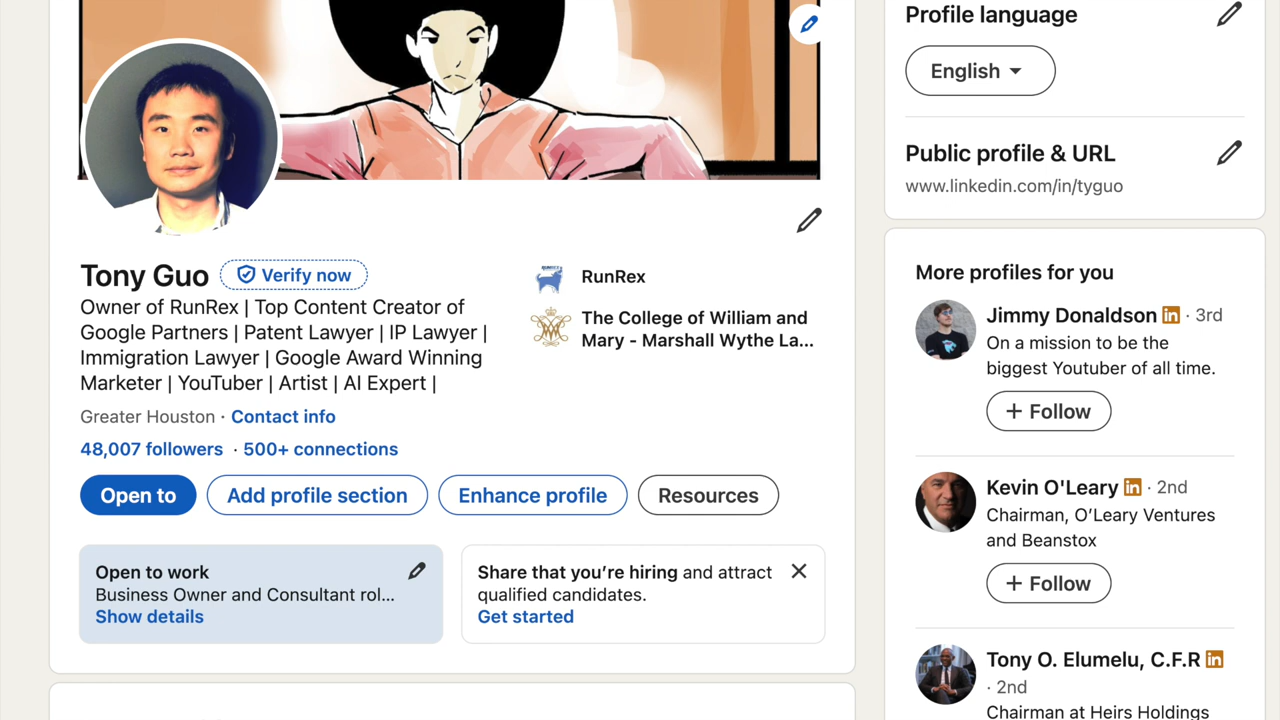 Tony Guo
Verify now
Owner of RunRex | Top Content Creator of
Google Partners | Patent Lawyer | IP Lawyer |
Immigration Lawyer | Google Award Winning
Marketer | YouTuber | Artist | AI Expert |
Greater Houston · Contact info
48,007 followers · 500+ connections
Open to
Add profile section
Enhance profile
Resources
RunRex
The College of William and
Mary - Marshall Wythe La...
Open to work
Business Owner and Consultant rol...
Show details
Share that you’re hiring and attract
qualified candidates.
Get started
Profile language
English
Public profile & URL
www.linkedin.com/in/tyguo
More profiles for you
Jimmy Donaldson in · 3rd
On a mission to be the
biggest Youtuber of all time.
+ Follow
Kevin O'Leary in · 2nd
Chairman, O’Leary Ventures
and Beanstox
+ Follow
Tony O. Elumelu, C.F.R in
· 2nd
Chairman at Heirs Holdings